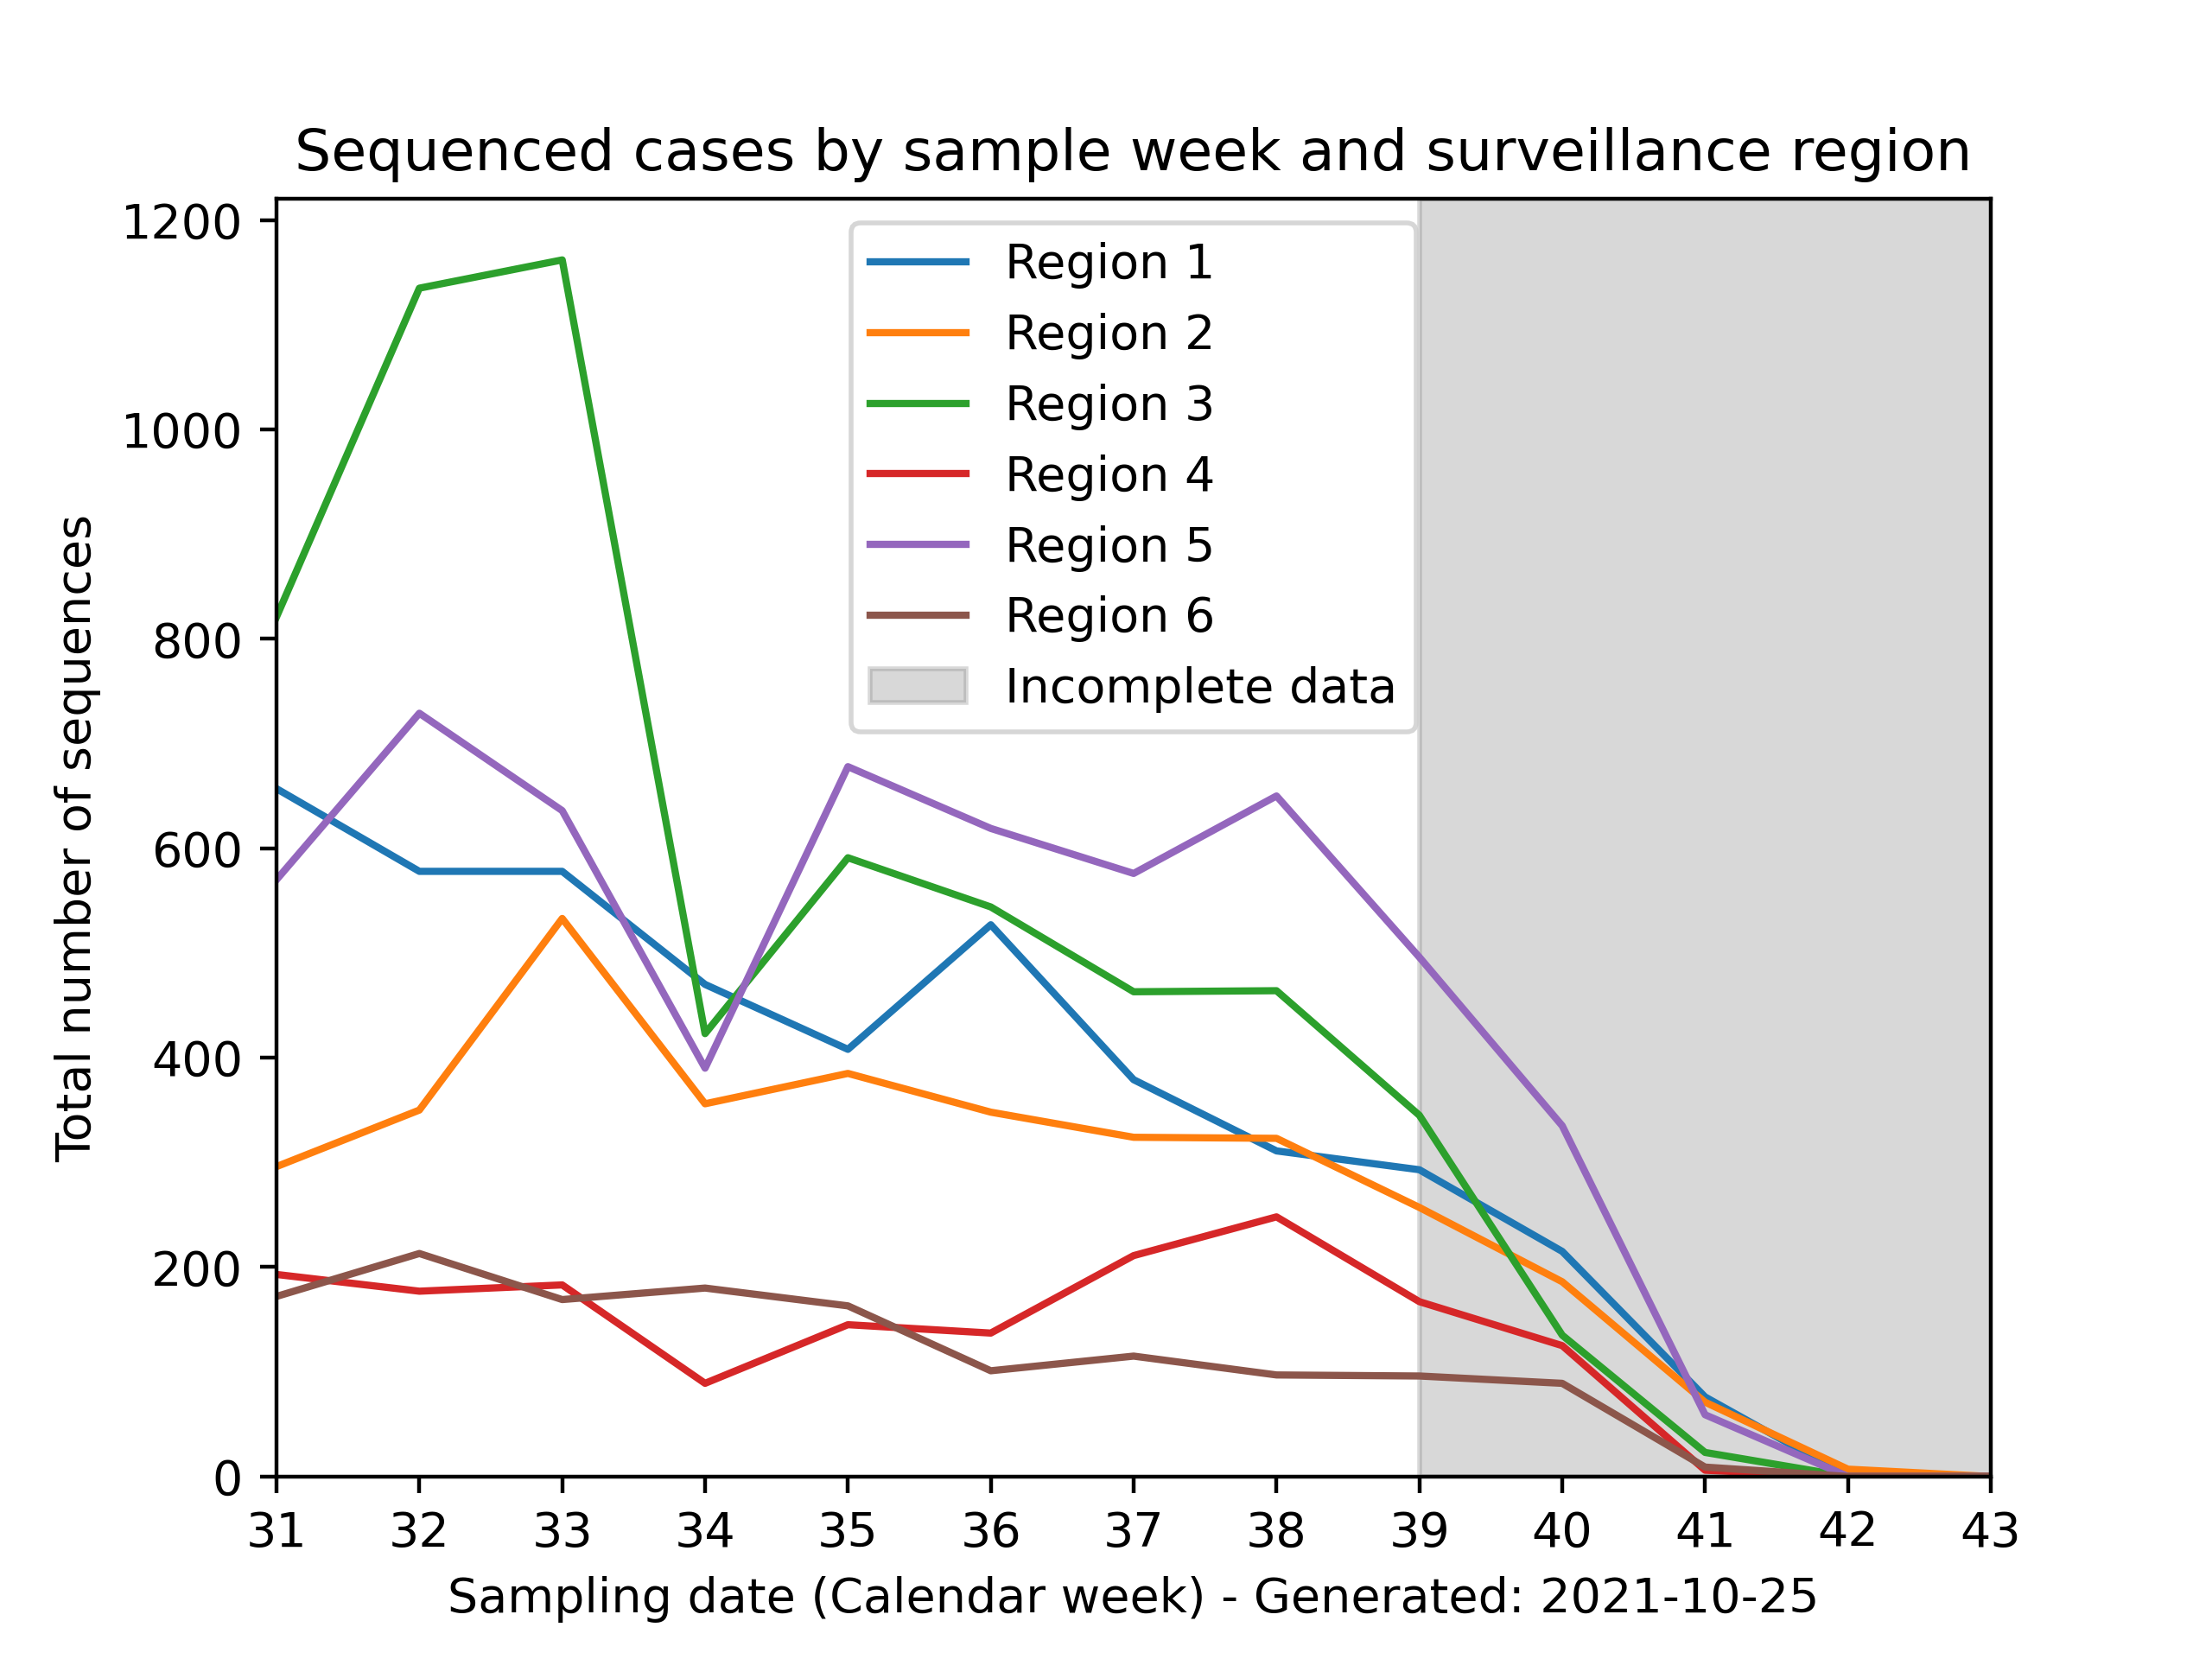 Sequenced cases by sample week and surveillance region
Total number of sequences
1200
1000
800
600
400
200
0
Region 1
Region 2
Region 3
Region 4
Region 5
Region 6
Incomplete data
31 32 33 34 35 36 37 38 39 40 41 42 43
Sampling date (Calendar week) - Generated: 2021-10-25